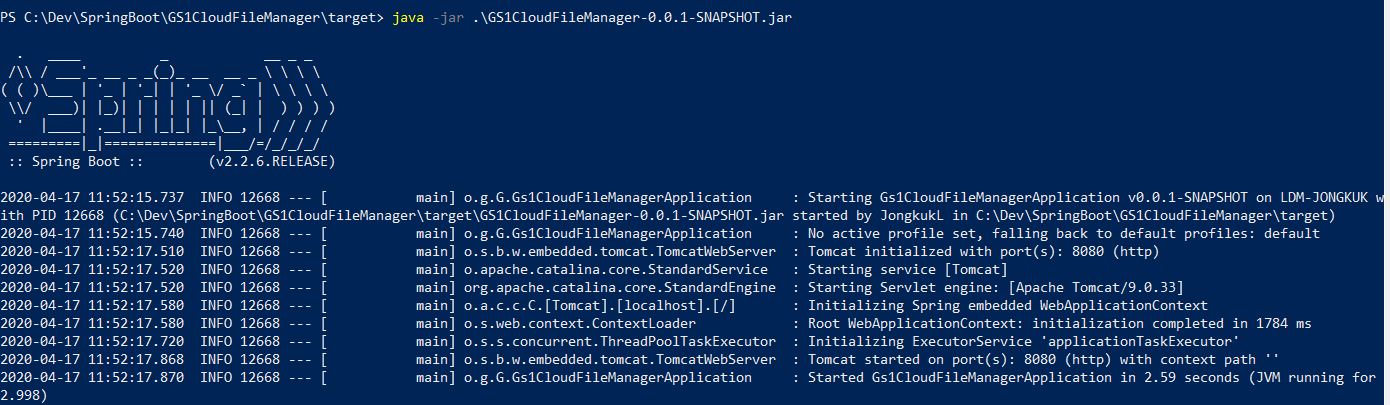 PS C:\Dev\SpringBoot\GS1CloudFileManager\target> java -jar .\GS1CloudFileManager-0.0.1-SNAPSHOT.jar

  .   ____          _            __ _ _
 /\\ / ___'_ __ _ _(_)_ __  __ _ \ \ \ \
( ( )\___ | '_ | '_| | '_ \/ _` | \ \ \ \
 \\/  ___)| |_)| | | | | || (_| |  ) ) ) )
  '  |____| .__|_| |_|_| |_\__, | / / / /
 =========|_|==============|___/=/_/_/_/
 :: Spring Boot ::        (v2.2.6.RELEASE)

2020-04-17 11:52:15.737  INFO 12668 --- [           main] o.g.G.Gs1CloudFileManagerApplication     : Starting Gs1CloudFileManagerApplication v0.0.1-SNAPSHOT on LDM-JONGKUK w
ith PID 12668 (C:\Dev\SpringBoot\GS1CloudFileManager\target\GS1CloudFileManager-0.0.1-SNAPSHOT.jar started by JongkukL in C:\Dev\SpringBoot\GS1CloudFileManager\target)
2020-04-17 11:52:15.740  INFO 12668 --- [           main] o.g.G.Gs1CloudFileManagerApplication     : No active profile set, falling back to default profiles: default
2020-04-17 11:52:17.510  INFO 12668 --- [           main] o.s.b.w.embedded.tomcat.TomcatWebServer  : Tomcat initialized with port(s): 8080 (http)
2020-04-17 11:52:17.520  INFO 12668 --- [           main] o.apache.catalina.core.StandardService   : Starting service [Tomcat]
2020-04-17 11:52:17.520  INFO 12668 --- [           main] org.apache.catalina.core.StandardEngine  : Starting Servlet engine: [Apache Tomcat/9.0.33]
2020-04-17 11:52:17.580  INFO 12668 --- [           main] o.a.c.c.C.[Tomcat].[localhost].[/]       : Initializing Spring embedded WebApplicationContext
2020-04-17 11:52:17.580  INFO 12668 --- [           main] o.s.web.context.ContextLoader            : Root WebApplicationContext: initialization completed in 1784 ms
2020-04-17 11:52:17.720  INFO 12668 --- [           main] o.s.s.concurrent.ThreadPoolTaskExecutor  : Initializing ExecutorService 'applicationTaskExecutor'
2020-04-17 11:52:17.868  INFO 12668 --- [           main] o.s.b.w.embedded.tomcat.TomcatWebServer  : Tomcat started on port(s): 8080 (http) with context path ''
2020-04-17 11:52:17.870  INFO 12668 --- [           main] o.g.G.Gs1CloudFileManagerApplication     : Started Gs1CloudFileManagerApplication in 2.59 seconds (JVM running for
2.998)